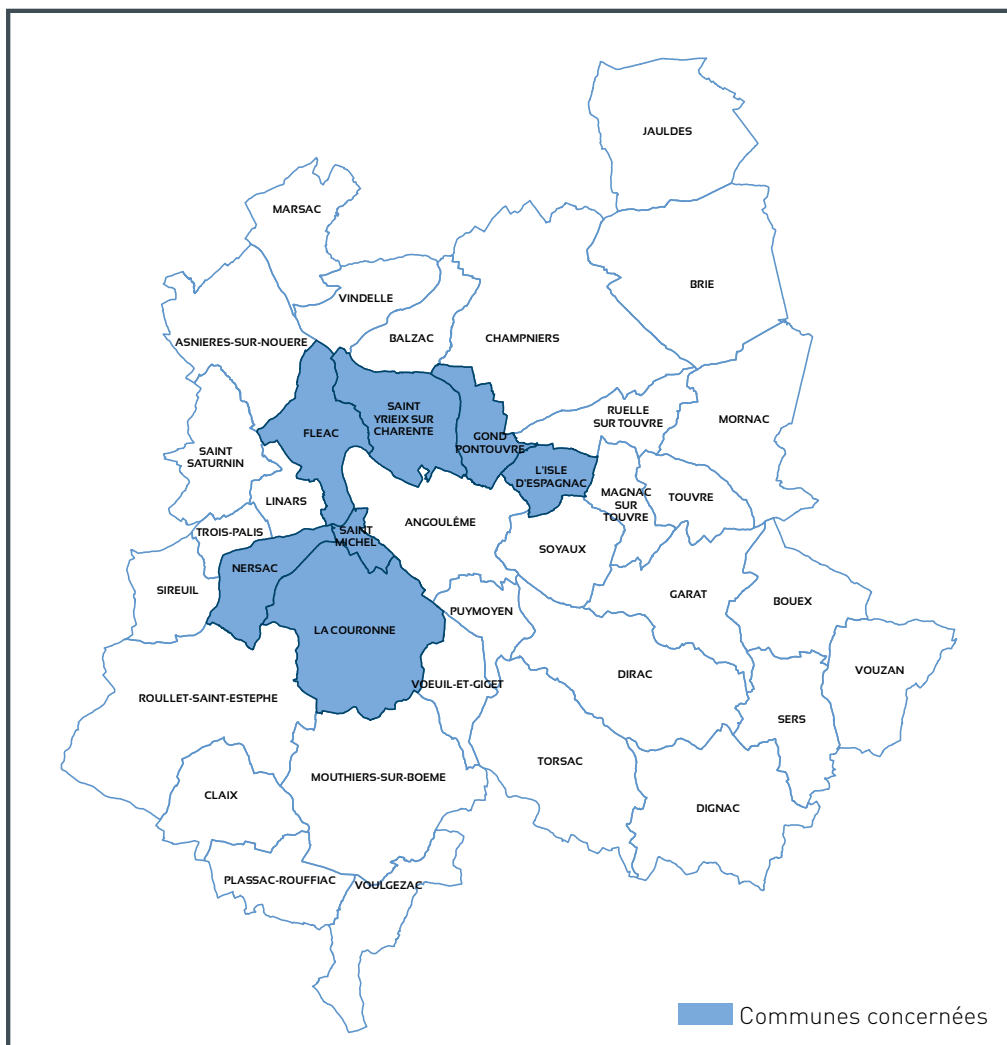 JAULDES
MARSAC
BRIE
VINDELLE
BALZAC
CHAMPNIERS
ASNIERES-SUR-NOUERE
SAINT
YRIEIX SUR
CHARENTE
RUELLE
SUR TOUVRE
MORNAC
FLEAC
GOND
PONTOUVRE
SAINT
SATURNIN
L'ISLE
D'ESPAGNAC
LINARS
MAGNAC
SUR
TOUVRE
TOUVRE
ANGOULÊME
TROIS-PALIS
SAINT
MICHEL
SOYAUX
NERSAC
SIREUIL
GARAT
BOUEX
PUYMOYEN
LA COURONNE
DIRAC
VOUZAN
VOEUIL-ET-GIGET
ROULLET-SAINT-ESTEPHE
SERS
TORSAC
MOUTHIERS-SUR-BOEME
CLAIX
DIGNAC
PLASSAC-ROUFFIAC
VOULGEZAC
Communes concernées